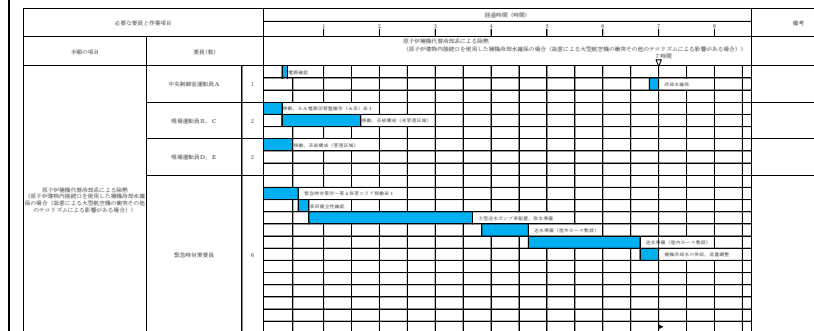 必要な要員と作業項目
経過時間（時間）
備考
1
2
3
4
5
6
7
8
手順の項目
要員(数)
原子炉補機代替冷却系による除熱
（原子炉建物内接続口を使用した補機冷却水確保の場合（故意による大型航空機の衝突その他のテロリズムによる影響がある場合））
7時間
中央制御室運転員A
1
電源確認
冷却水確保
現場運転員B，C
2
移動，SA電源切替盤操作（A系）※1
移動，系統構成（非管理区域）
現場運転員D，E
2
移動，系統構成（管理区域）
原子炉補機代替冷却系による除熱
（原子炉建物内接続口を使用した補機冷却水確
保の場合（故意による大型航空機の衝突その他
のテロリズムによる影響がある場合））
緊急時対策要員
6
緊急時対策所～第4保管エリア移動※1
車両健全性確認
大型送水ポンプ車配置，取水準備
送水準備（屋外ホース敷設）
送水準備（屋内ホース敷設）
補機冷却水の供給，流量調整